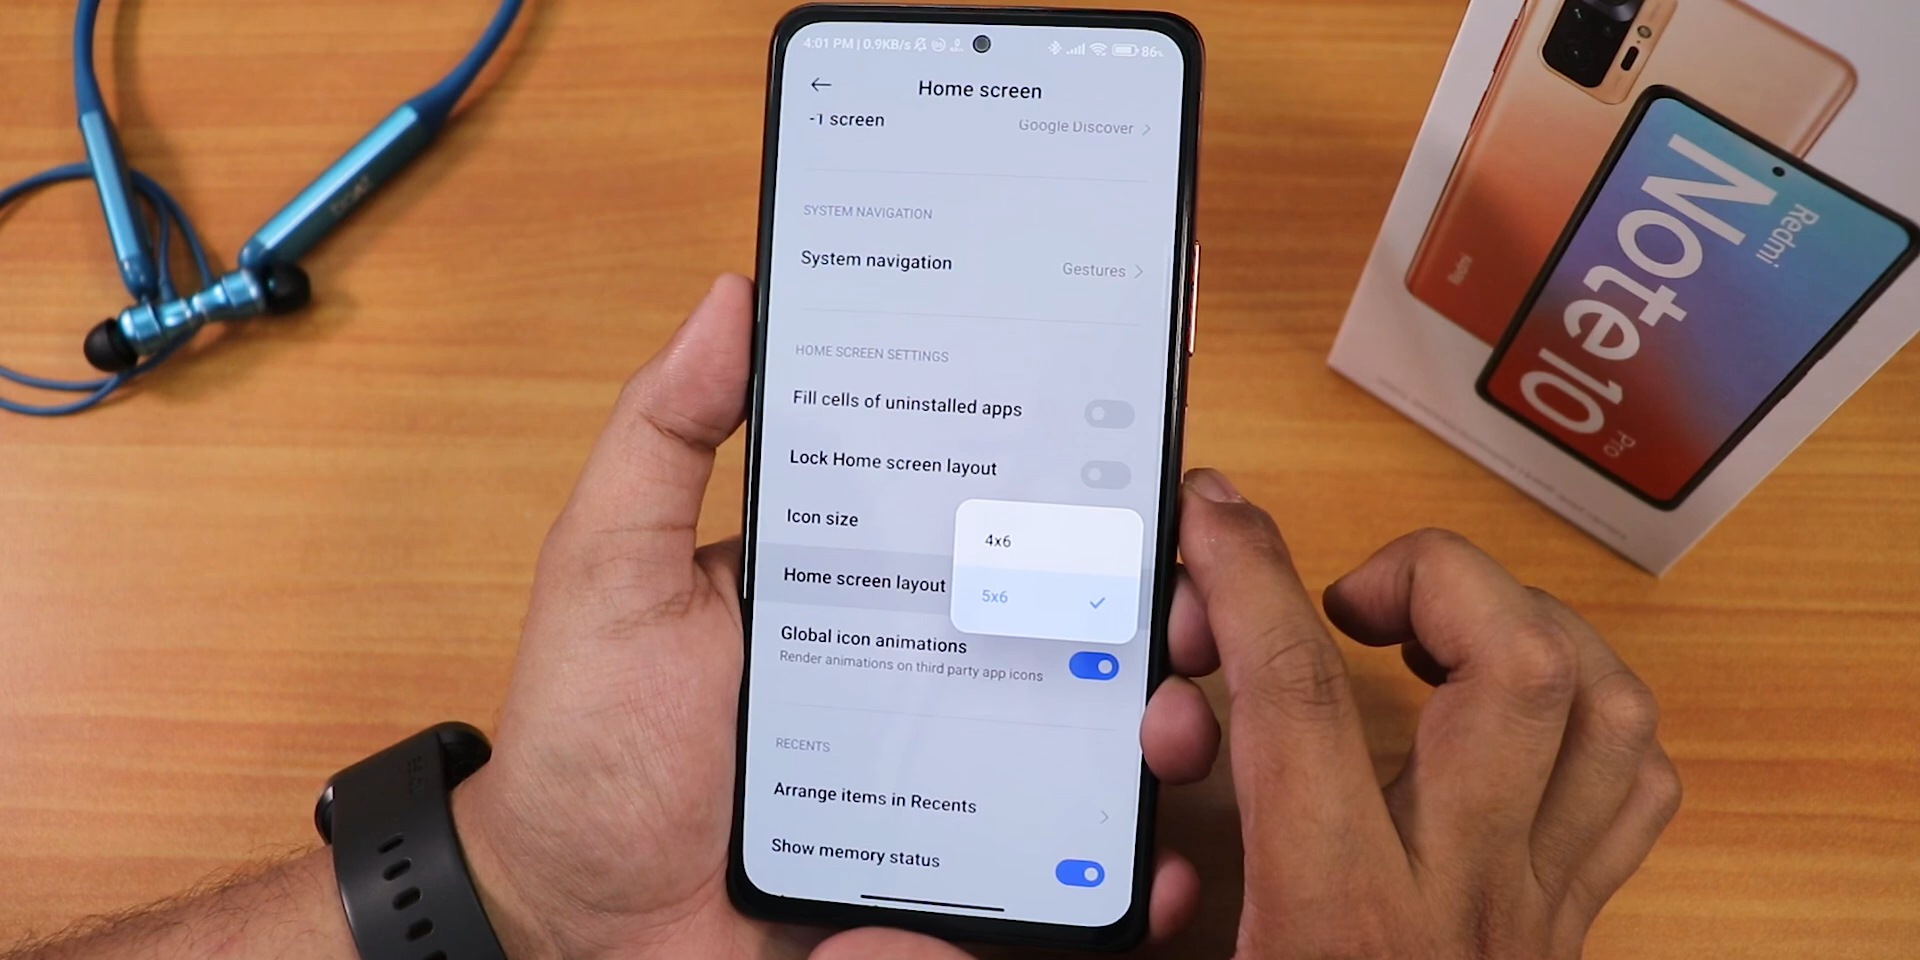 4:01 PM | 0.9KB/s
86%
Home screen
-1 screen
Google Discover
SYSTEM NAVIGATION
System navigation
Gestures
HOME SCREEN SETTINGS
Fill cells of uninstalled apps
Lock Home screen layout
Icon size
4x6
Home screen layout
5x6
Global icon animations
Render animations on third party app icons
RECENTS
Arrange items in Recents
Show memory status
Redmi
Note 10
Pro
Redmi
boAt